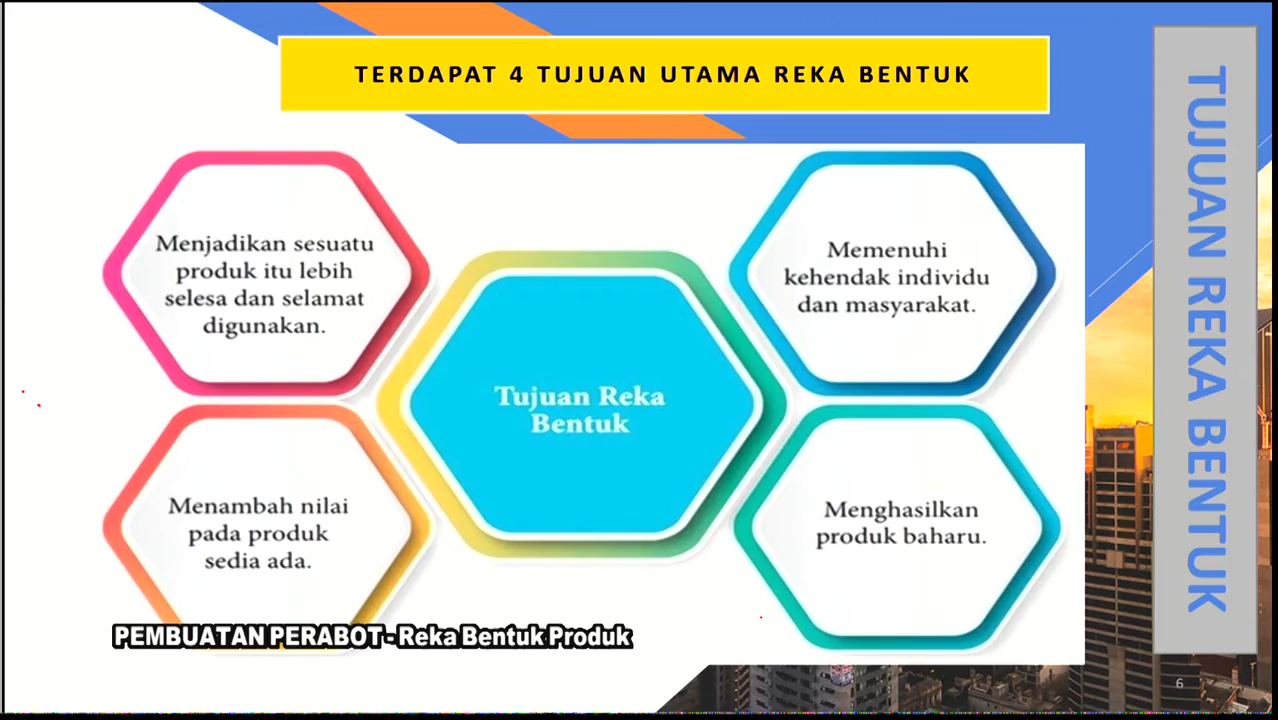 TERDAPAT 4 TUJUAN UTAMA REKA BENTUK
TUJUAN REKA BENTUK
Menjadikan sesuatu
produk itu lebih
selesa dan selamat
digunakan.
Memenuhi
kehendak individu
dan masyarakat.
Tujuan Reka
Bentuk
Menambah nilai
pada produk
sedia ada.
Menghasilkan
produk baharu.
PEMBUATAN PERABOT - Reka Bentuk Produk
6